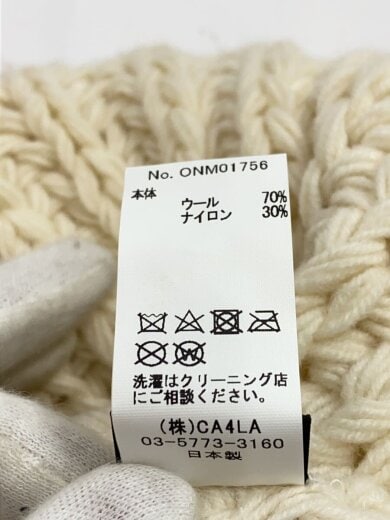 No. ONM01756
本体
ウール 70%
ナイロン 30%
洗濯はクリーニング店
にご相談ください。
(株)CA4LA
03-5773-3160
日本製